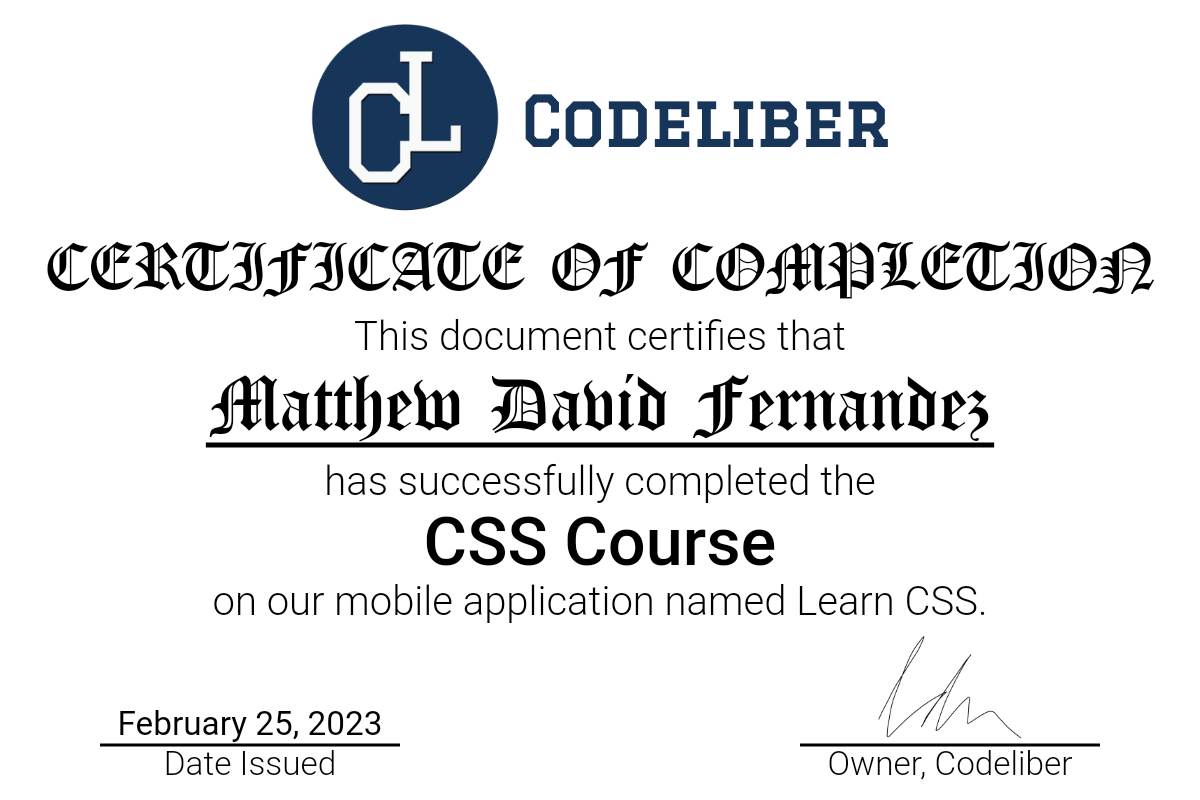 CL CODELIBER
CERTIFICATE OF COMPLETION
This document certifies that
Matthew David Fernandez
has successfully completed the
CSS Course
on our mobile application named Learn CSS.
February 25, 2023
Date Issued
Owner, Codeliber